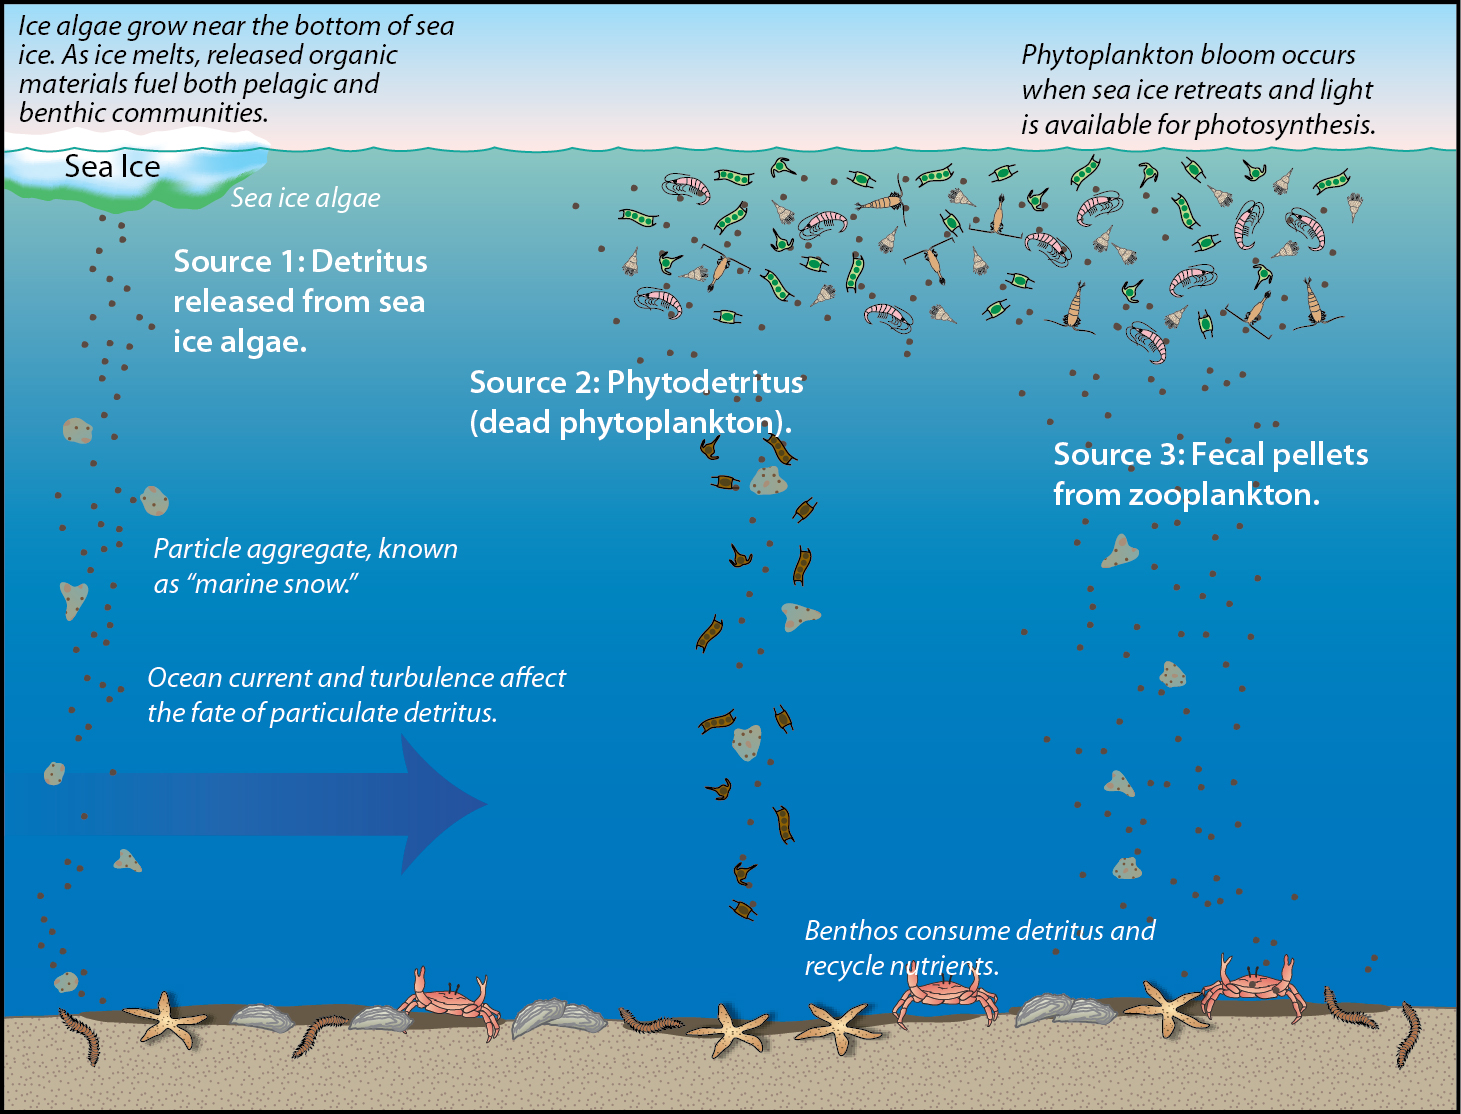 Ice algae grow near the bottom of sea
ice. As ice melts, released organic
materials fuel both pelagic and
benthic communities.
Phytoplankton bloom occurs
when sea ice retreats and light
is available for photosynthesis.
Sea Ice
Sea ice algae
Source 1: Detritus
released from sea
ice algae.
Source 2: Phytodetritus
(dead phytoplankton).
Source 3: Fecal pellets
from zooplankton.
Particle aggregate, known
as “marine snow.”
Ocean current and turbulence affect
the fate of particulate detritus.
Benthos consume detritus and
recycle nutrients.